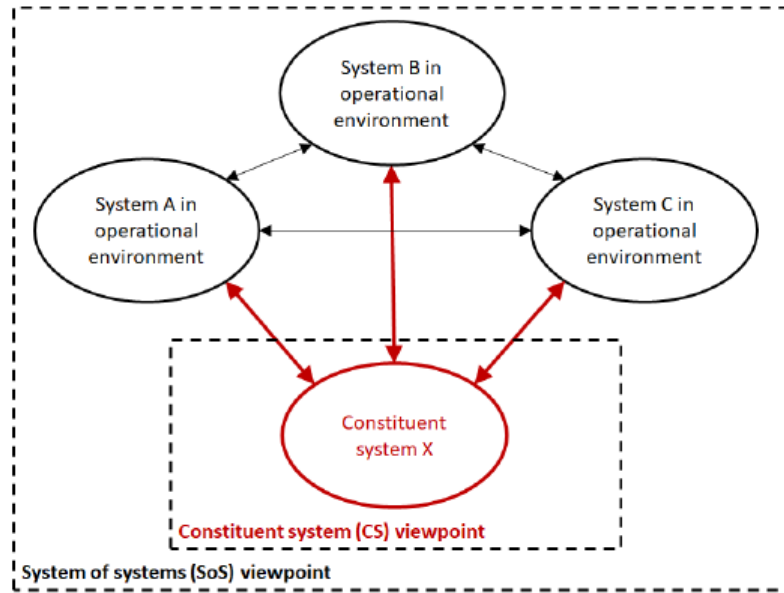 System B in
operational
environment
System A in
operational
environment
System C in
operational
environment
Constituent
system X
Constituent system (CS) viewpoint
System of systems (SoS) viewpoint